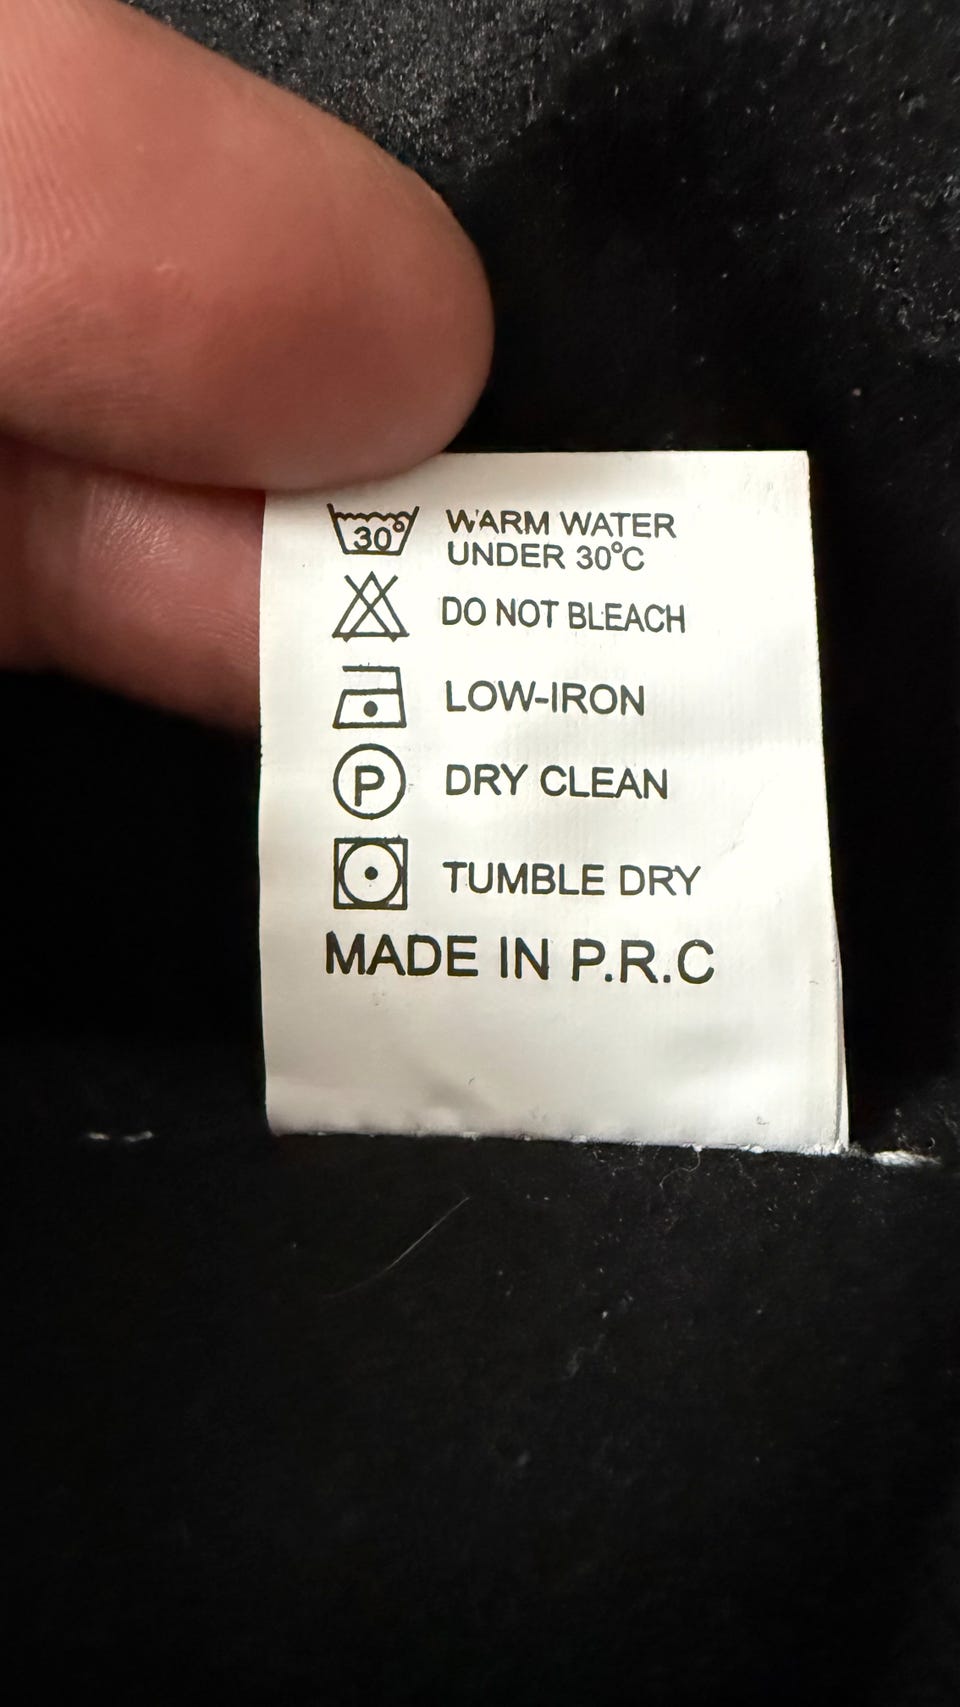 30°
WARM WATER
UNDER 30°C
DO NOT BLEACH
LOW-IRON
P
DRY CLEAN
TUMBLE DRY
MADE IN P.R.C